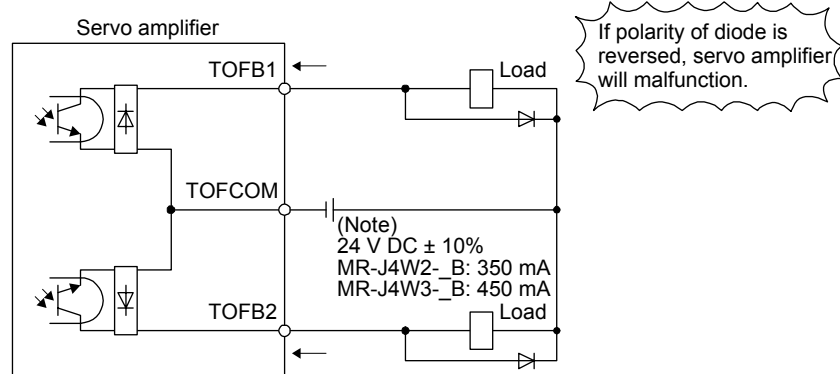 Servo amplifier
If polarity of diode is
reversed, servo amplifier
will malfunction.
TOFB1
Load
TOFCOM
(Note)
24 V DC ± 10%
MR-J4W2-_B: 350 mA
MR-J4W3-_B: 450 mA
Load
TOFB2